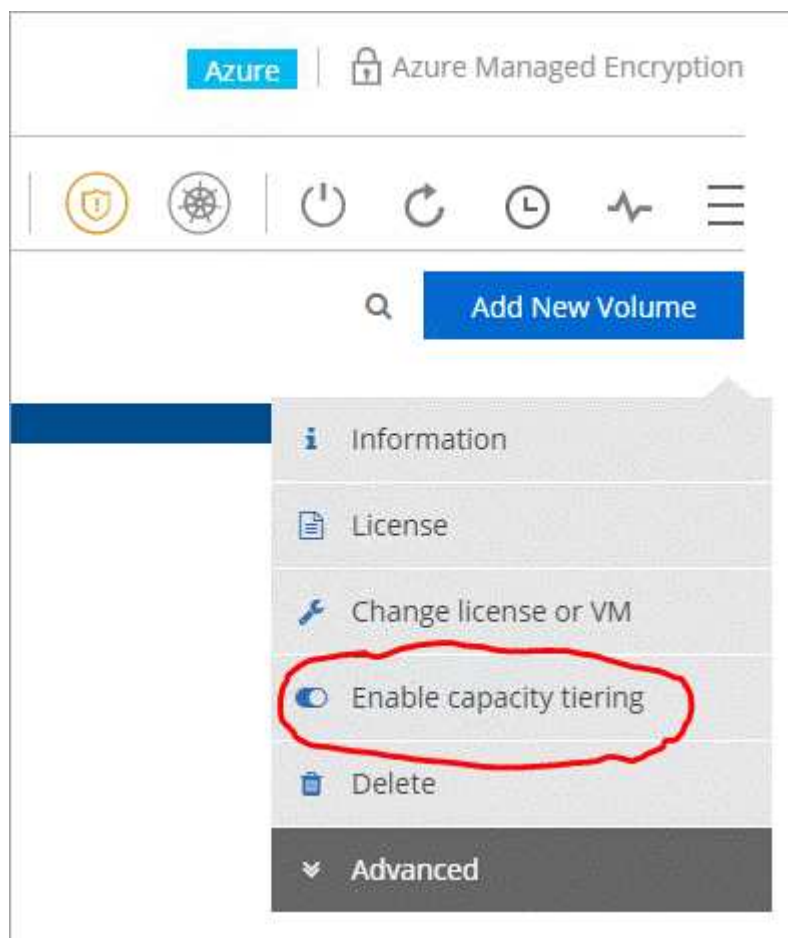 Azure
Azure Managed Encryption
Add New Volume
Information
License
Change license or VM
Enable capacity tiering
Delete
Advanced